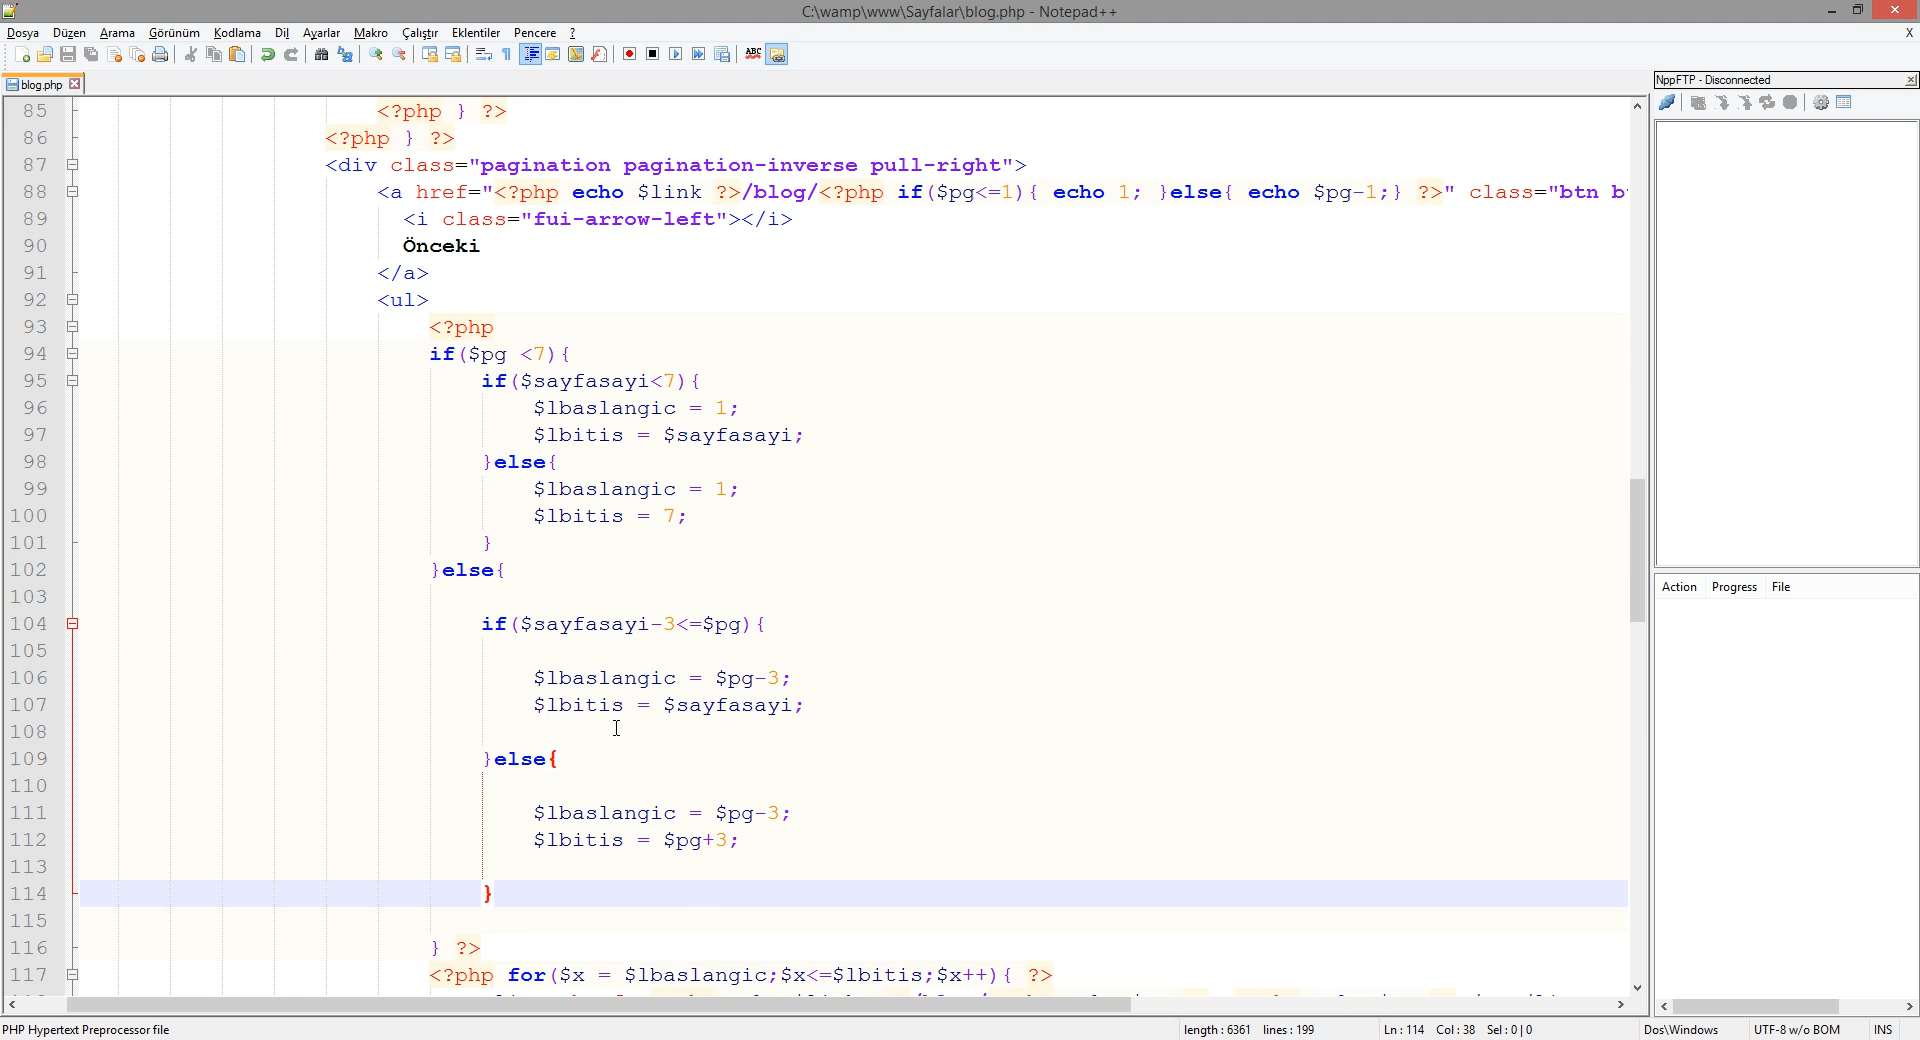 C:\wamp\www\Sayfalar\blog.php - Notepad++
Dosya Düzen Arama Görünüm Kodlama Dil Ayarlar Makro Çalıştır Eklentiler Pencere ? X
ABC
blog.php
NppFTP - Disconnected
85 <?php } ?>
86 <?php } ?>
87 <div class="pagination pagination-inverse pull-right">
88 <a href="<?php echo $link ?>/blog/<?php if($pg<=1){ echo 1; }else{ echo $pg-1;} ?>" class="btn b
89 <i class="fui-arrow-left"></i>
90 Önceki
91 </a>
92 <ul>
93 <?php
94 if($pg <7){
95 if($sayfasayi<7){
96 $lbaslangic = 1;
97 $lbitis = $sayfasayi;
98 }else{
99 $lbaslangic = 1;
100 $lbitis = 7;
101 }
102 }else{
103
104 if($sayfasayi-3<=$pg){
105
106 $lbaslangic = $pg-3;
107 $lbitis = $sayfasayi;
108
109 }else{
110
111 $lbaslangic = $pg-3;
112 $lbitis = $pg+3;
113
114 }
115
116 } ?>
117 <?php for($x = $lbaslangic;$x<=$lbitis;$x++){ ?>
Action Progress File
PHP Hypertext Preprocessor file length : 6361 lines : 199 Ln : 114 Col : 38 Sel : 0 | 0 Dos\Windows UTF-8 w/o BOM INS